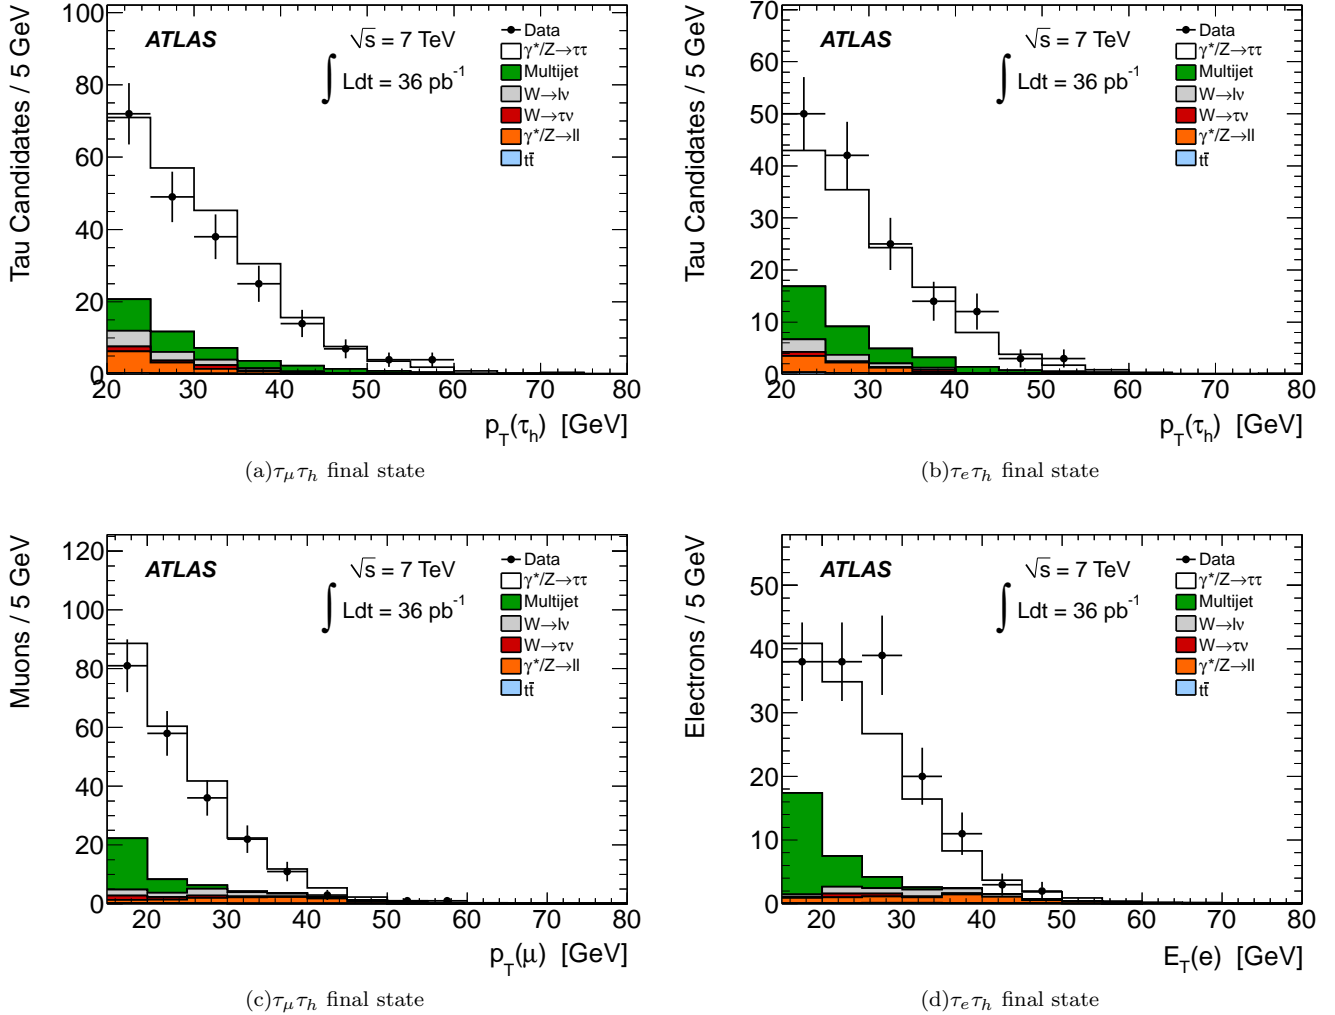 Tau Candidates / 5 GeV
100
80
60
40
20
0
ATLAS
√s = 7 TeV
∫ Ldt = 36 pb⁻¹
Data
γ*/Z→ττ
Multijet
W→lν
W→τν
γ*/Z→ll
tt̄
20 30 40 50 60 70 80
p_T(τ_h) [GeV]
(a)τ_μτ_h final state
Tau Candidates / 5 GeV
70
60
50
40
30
20
10
0
ATLAS
√s = 7 TeV
∫ Ldt = 36 pb⁻¹
Data
γ*/Z→ττ
Multijet
W→lν
W→τν
γ*/Z→ll
tt̄
20 30 40 50 60 70 80
p_T(τ_h) [GeV]
(b)τ_eτ_h final state
Muons / 5 GeV
120
100
80
60
40
20
0
ATLAS
√s = 7 TeV
∫ Ldt = 36 pb⁻¹
Data
γ*/Z→ττ
Multijet
W→lν
W→τν
γ*/Z→ll
tt̄
20 30 40 50 60 70 80
p_T(μ) [GeV]
(c)τ_μτ_h final state
Electrons / 5 GeV
50
40
30
20
10
0
ATLAS
√s = 7 TeV
∫ Ldt = 36 pb⁻¹
Data
γ*/Z→ττ
Multijet
W→lν
W→τν
γ*/Z→ll
tt̄
20 30 40 50 60 70 80
E_T(e) [GeV]
(d)τ_eτ_h final state